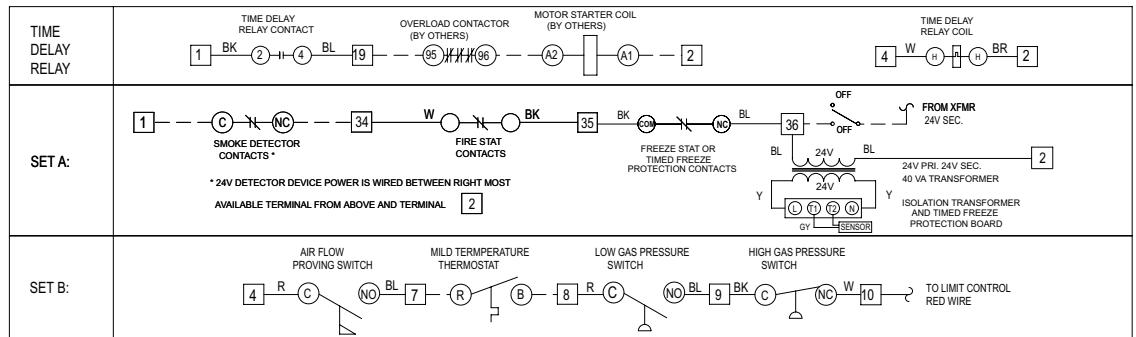 TIME DELAY RELAY
TIME DELAY RELAY CONTACT
OVERLOAD CONTACTOR (BY OTHERS)
MOTOR STARTER COIL (BY OTHERS)
TIME DELAY RELAY COIL
1 BK 2 4 BL 19 95 96 A2 A1 2
4 W H H BR 2
SET A:
OFF
OFF
FROM XFMR
24V SEC.
1 C NC 34 W BK 35 BK COM NC BL 36
SMOKE DETECTOR CONTACTS *
FIRE STAT CONTACTS
FREEZE STAT OR TIMED FREEZE PROTECTION CONTACTS
* 24V DETECTOR DEVICE POWER IS WIRED BETWEEN RIGHT MOST
AVAILABLE TERMINAL FROM ABOVE AND TERMINAL 2
BL 24V BL 2
24V PRI. 24V SEC.
40 VA TRANSFORMER
24V
Y Y
L T1 T2 N
GY SENSOR
ISOLATION TRANSFORMER
AND TIMED FREEZE
PROTECTION BOARD
SET B:
AIR FLOW PROVING SWITCH
MILD TERMPERATURE THERMOSTAT
LOW GAS PRESSURE SWITCH
HIGH GAS PRESSURE SWITCH
4 R C NO BL 7 R B 8 R C NO BL 9 BK C NC W 10
TO LIMIT CONTROL
RED WIRE